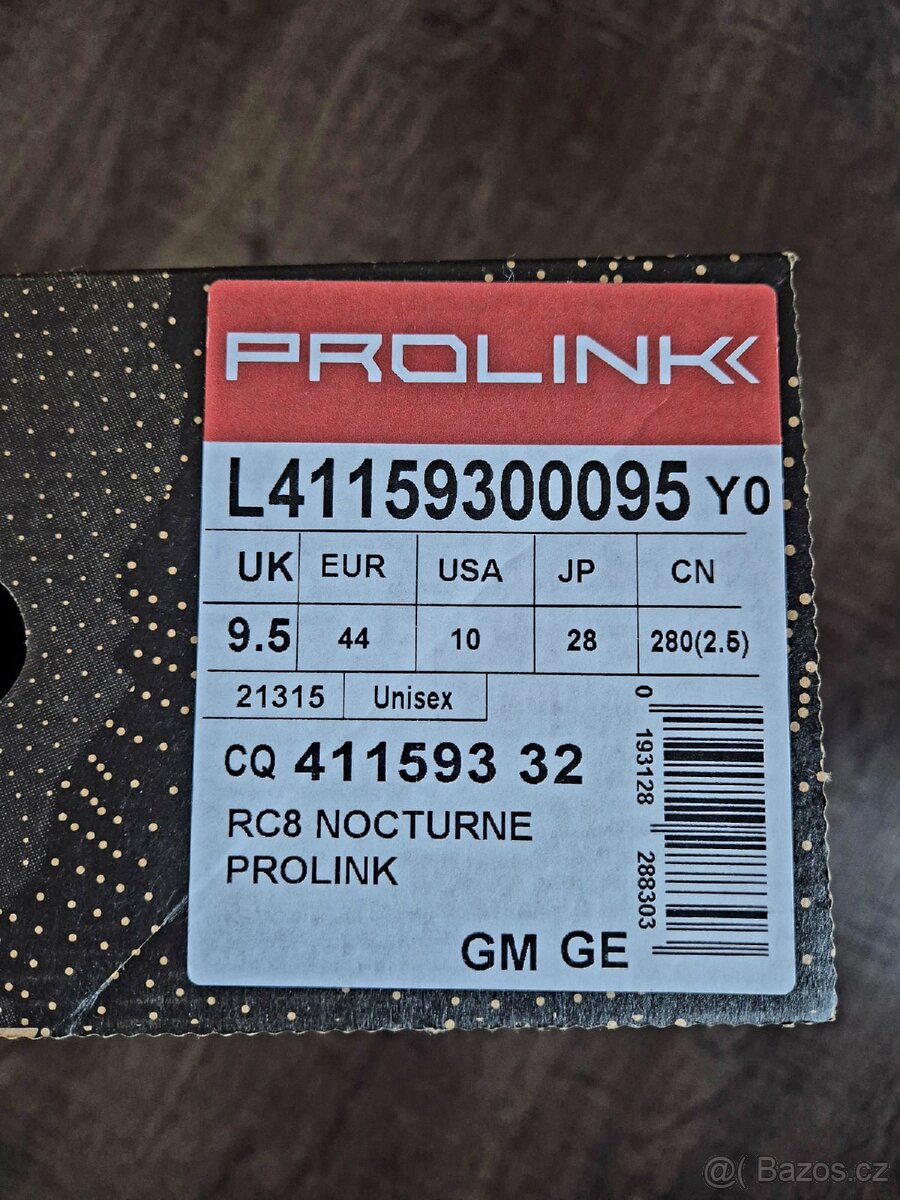 PROLINK
L41159300095 Y0
UK EUR USA JP CN
9.5 44 10 28 280(2.5)
21315 Unisex
CQ 411593 32
RC8 NOCTURNE
PROLINK
GM GE
0 193128 288303
@( Bazos.cz